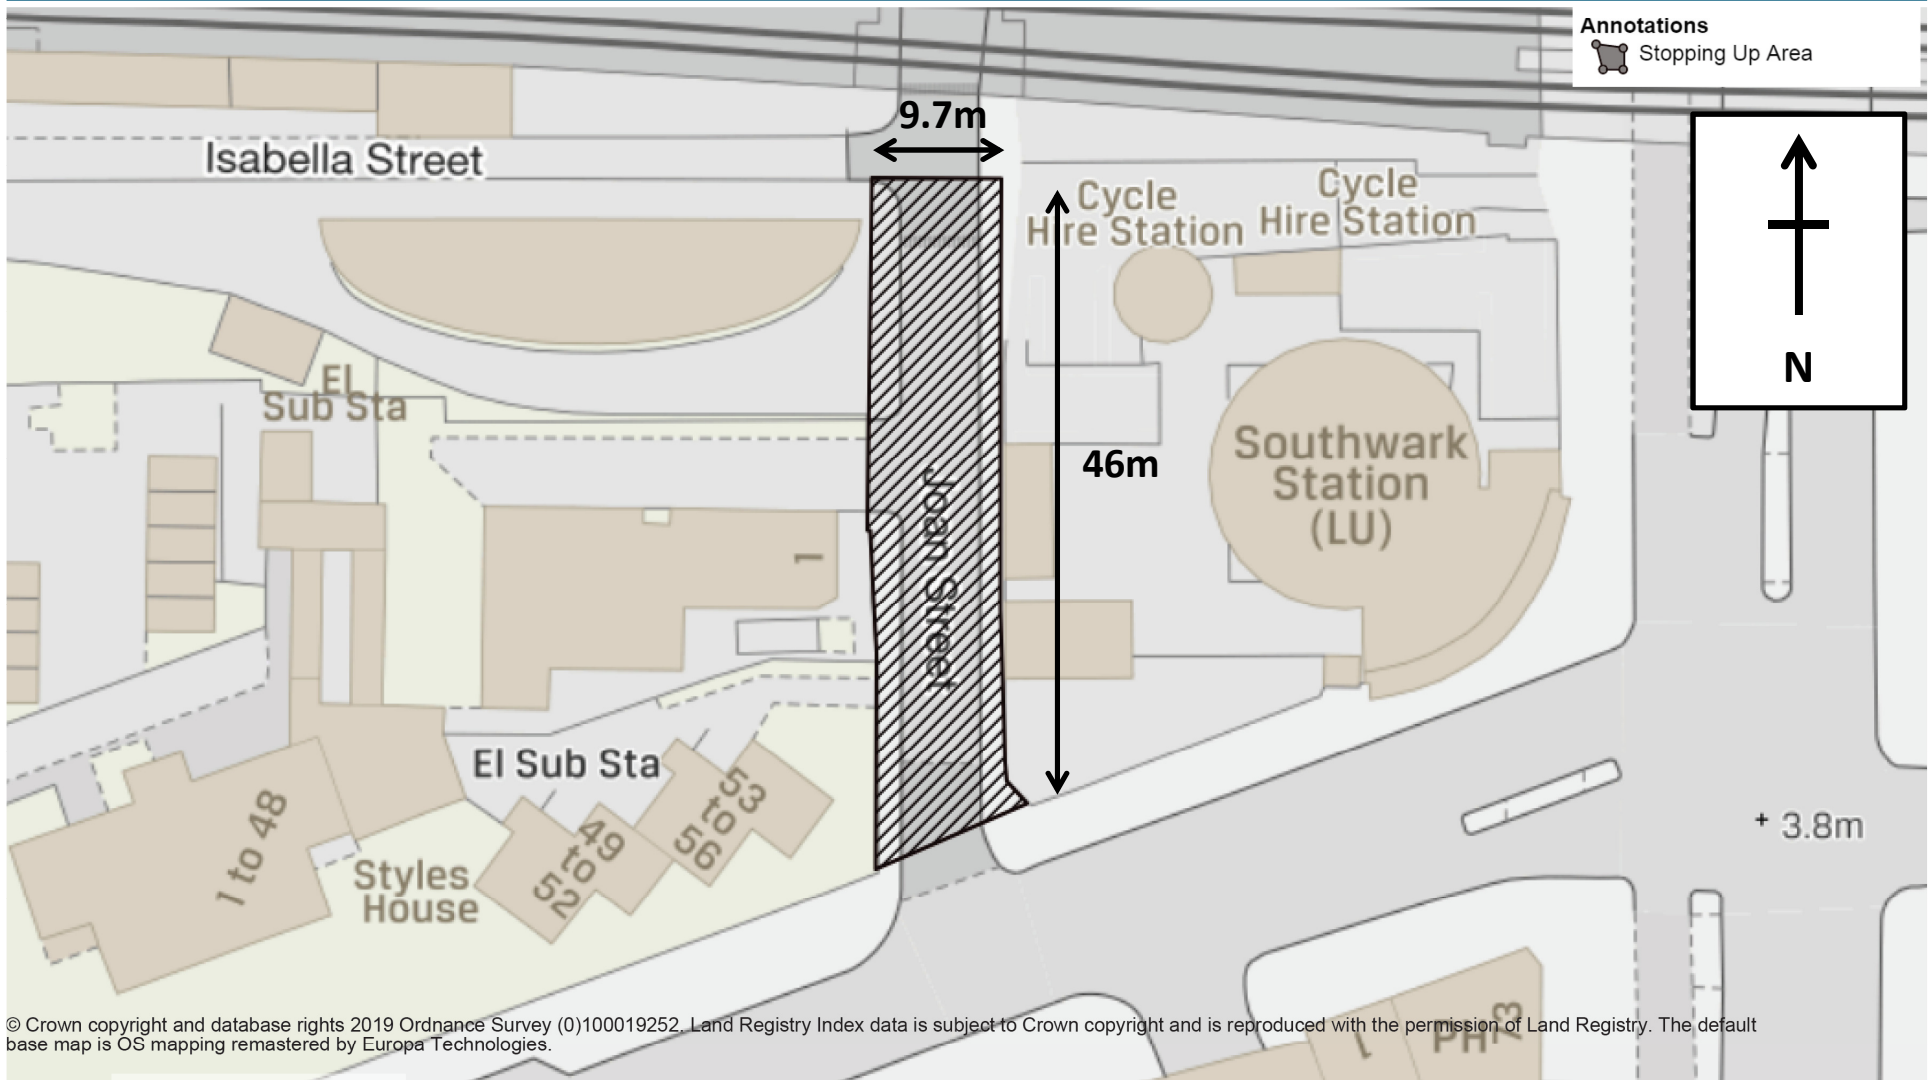 Annotations
Stopping Up Area
9.7m
Isabella Street
Cycle
Hire Station
Cycle
Hire Station
N
El
Sub Sta
46m
Southwark
Station
(LU)
1
Joan Street
El Sub Sta
53
to
56
49
to
52
1 to 48
Styles
House
+ 3.8m
1
PH
73
© Crown copyright and database rights 2019 Ordnance Survey (0)100019252. Land Registry Index data is subject to Crown copyright and is reproduced with the permission of Land Registry. The default
base map is OS mapping remastered by Europa Technologies.